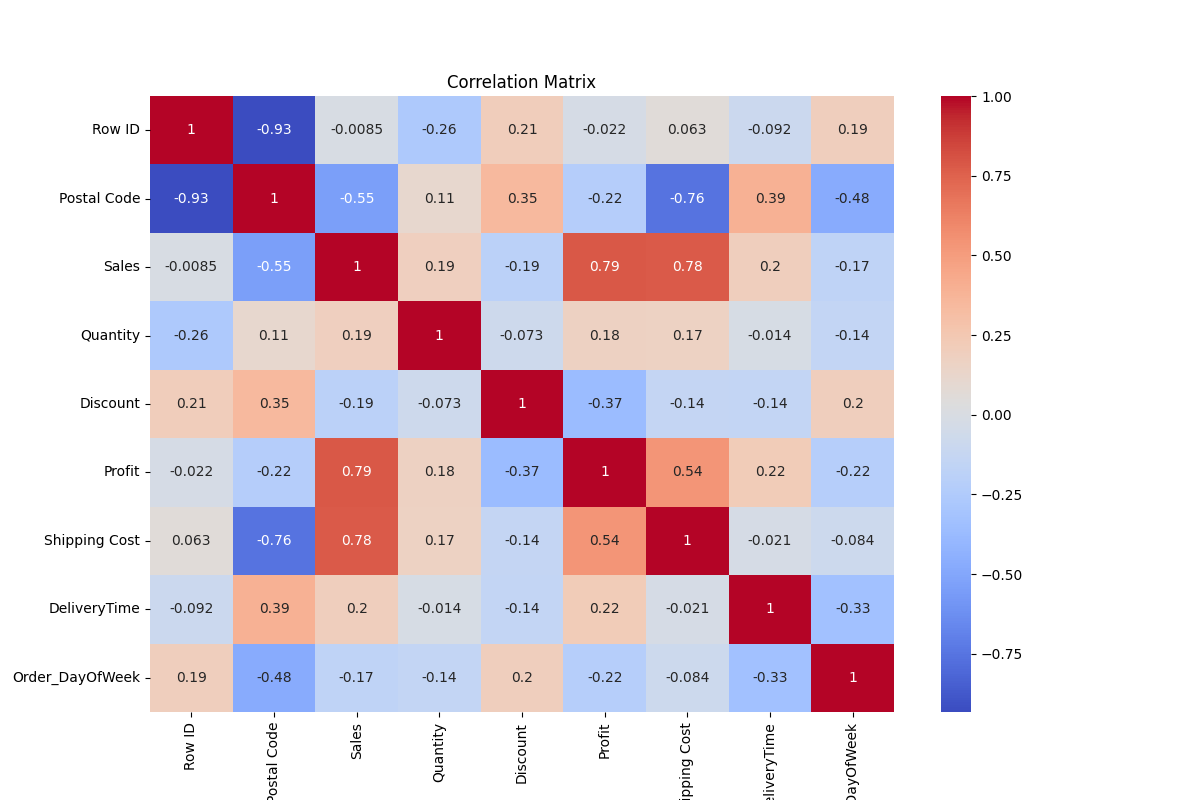 Correlation Matrix
Row ID 1 -0.93 -0.0085 -0.26 0.21 -0.022 0.063 -0.092 0.19
Postal Code -0.93 1 -0.55 0.11 0.35 -0.22 -0.76 0.39 -0.48
Sales -0.0085 -0.55 1 0.19 -0.19 0.79 0.78 0.2 -0.17
Quantity -0.26 0.11 0.19 1 -0.073 0.18 0.17 -0.014 -0.14
Discount 0.21 0.35 -0.19 -0.073 1 -0.37 -0.14 -0.14 0.2
Profit -0.022 -0.22 0.79 0.18 -0.37 1 0.54 0.22 -0.22
Shipping Cost 0.063 -0.76 0.78 0.17 -0.14 0.54 1 -0.021 -0.084
DeliveryTime -0.092 0.39 0.2 -0.014 -0.14 0.22 -0.021 1 -0.33
Order_DayOfWeek 0.19 -0.48 -0.17 -0.14 0.2 -0.22 -0.084 -0.33 1
Row ID
Postal Code
Sales
Quantity
Discount
Profit
ipping Cost
eliveryTime
DayOfWeek
1.00
0.75
0.50
0.25
0.00
−0.25
−0.50
−0.75